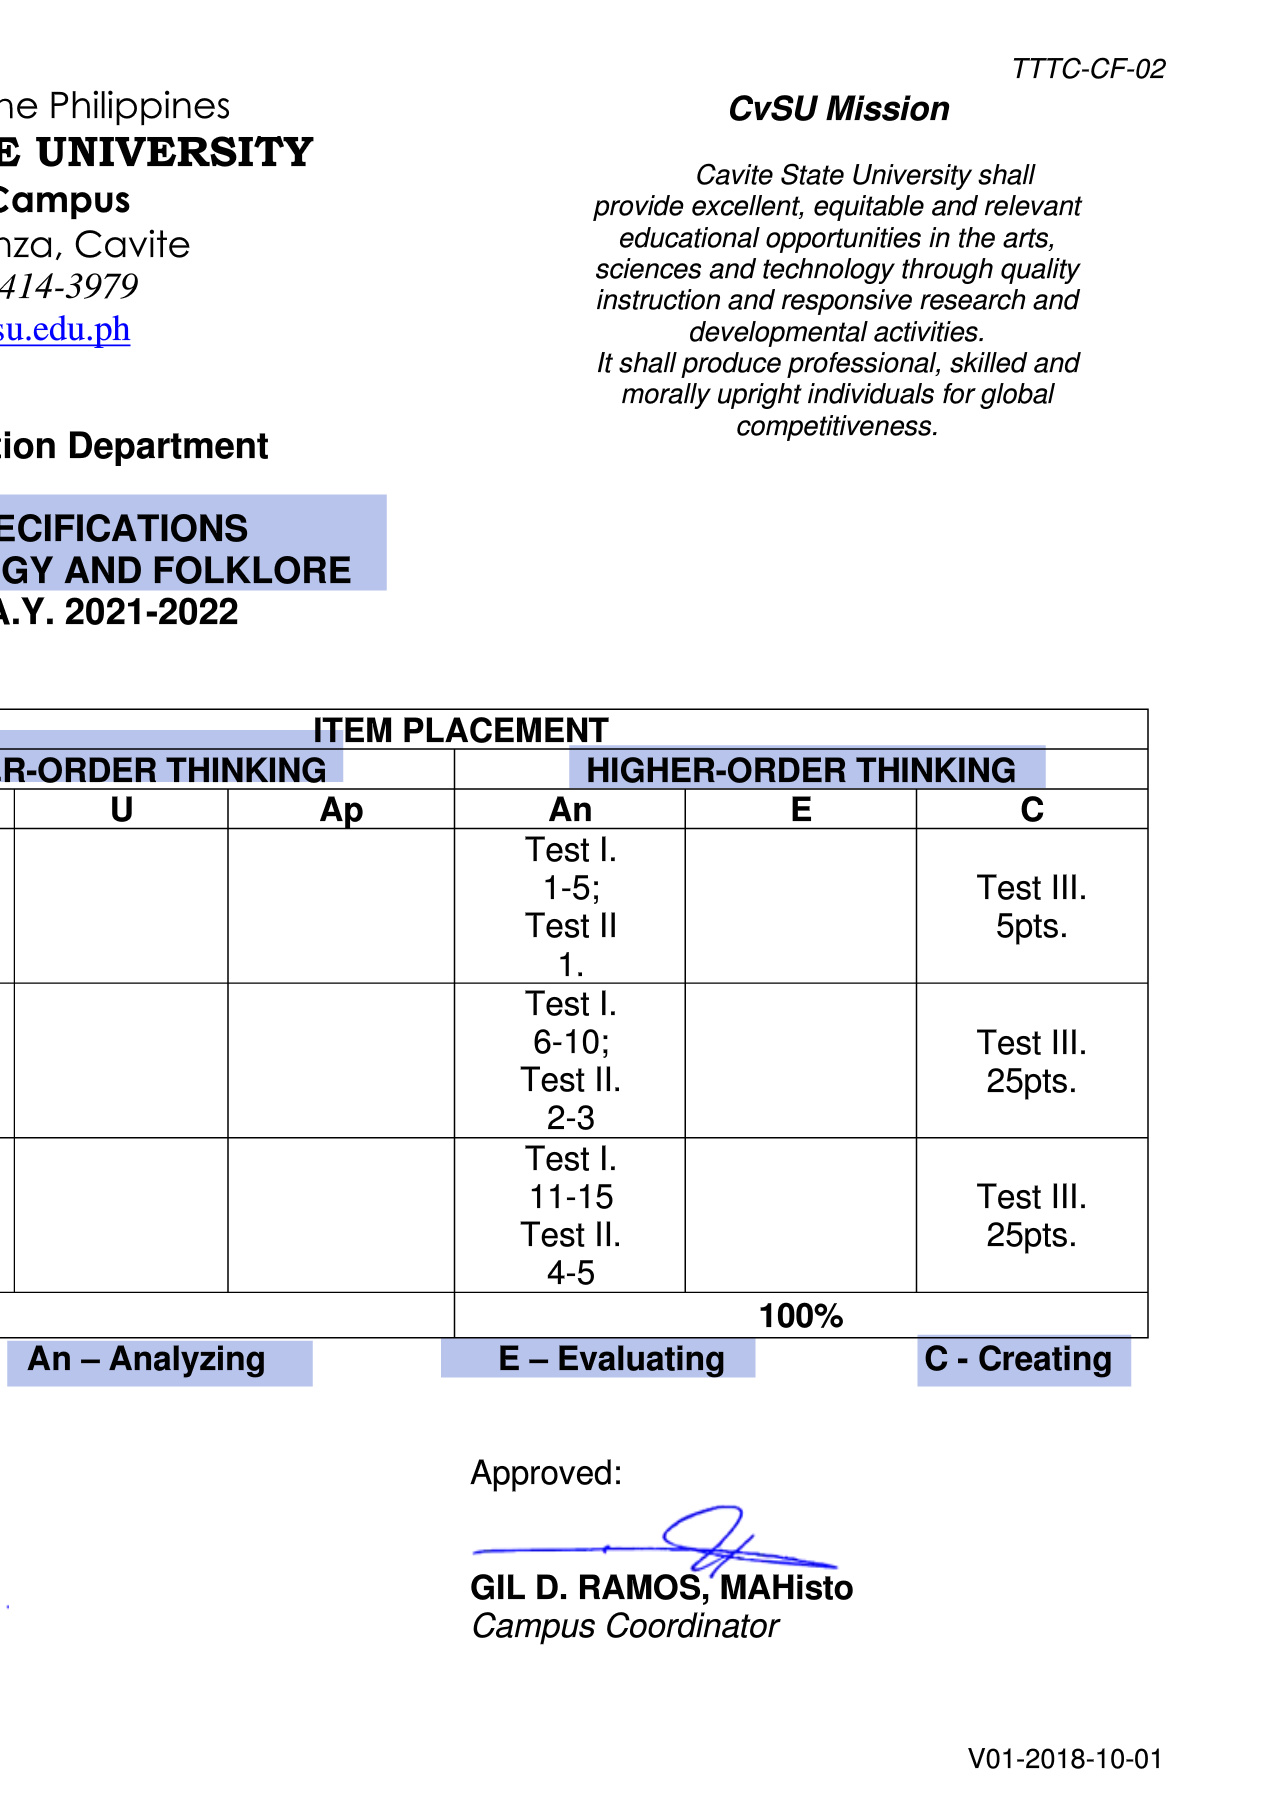 TTTC-CF-02
ne Philippines
E UNIVERSITY
Campus
nza, Cavite
414-3979
su.edu.ph
CvSU Mission
Cavite State University shall
provide excellent, equitable and relevant
educational opportunities in the arts,
sciences and technology through quality
instruction and responsive research and
developmental activities.
It shall produce professional, skilled and
morally upright individuals for global
competitiveness.
tion Department
ECIFICATIONS
GY AND FOLKLORE
A.Y. 2021-2022
ITEM PLACEMENT
ER-ORDER THINKING HIGHER-ORDER THINKING
U Ap An E C
Test I.
1-5;
Test II
1.
Test III.
5pts.
Test I.
6-10;
Test II.
2-3
Test III.
25pts.
Test I.
11-15
Test II.
4-5
Test III.
25pts.
100%
An – Analyzing E – Evaluating C - Creating
Approved:
GIL D. RAMOS, MAHisto
Campus Coordinator
V01-2018-10-01